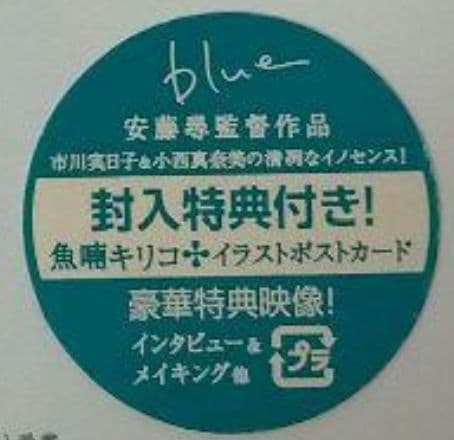 blue
安藤尋監督作品
市川実日子&小西真奈美の清冽なイノセンス!
封入特典付き!
魚喃キリコ✣イラストポストカード
豪華特典映像!
インタビュー&
メイキング他
プラ